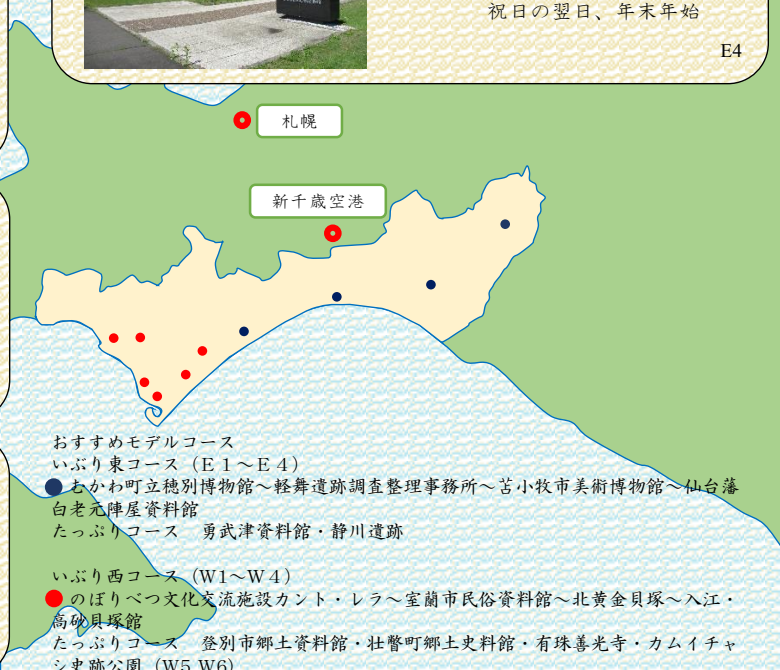 祝日の翌日、年末年始
E4
札幌
新千歳空港
おすすめモデルコース
いぶり東コース（Ｅ１～Ｅ４）
むかわ町立穂別博物館～軽舞遺跡調査整理事務所～苫小牧市美術博物館～仙台藩
白老元陣屋資料館
たっぷりコース　勇武津資料館・静川遺跡
いぶり西コース（W1～W４）
のぼりべつ文化交流施設カント・レラ～室蘭市民俗資料館～北黄金貝塚～入江・
高砂貝塚館
たっぷりコース　登別市郷土資料館・壮瞥町郷土史料館・有珠善光寺・カムイチャ
シ史跡公園（W5,W6）